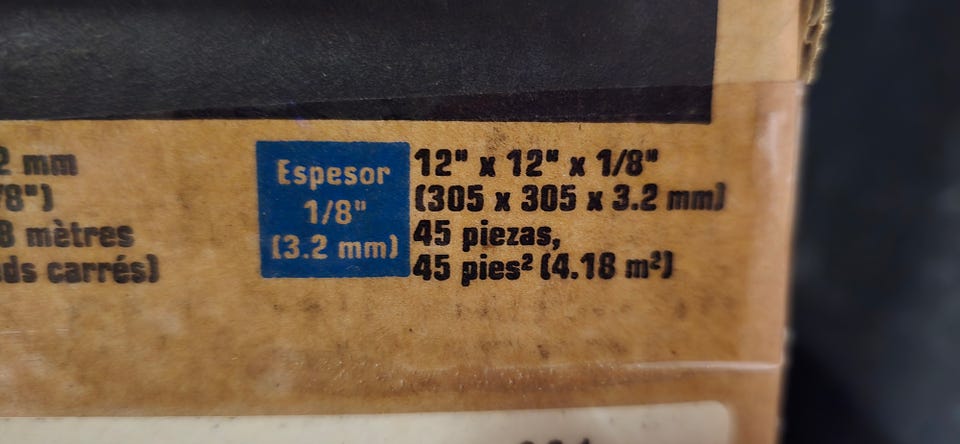 2 mm
/8")
8 mètres
ds carrés)
Espesor
1/8"
(3.2 mm)
12" x 12" x 1/8"
(305 x 305 x 3.2 mm)
45 piezas,
45 pies² (4.18 m²)